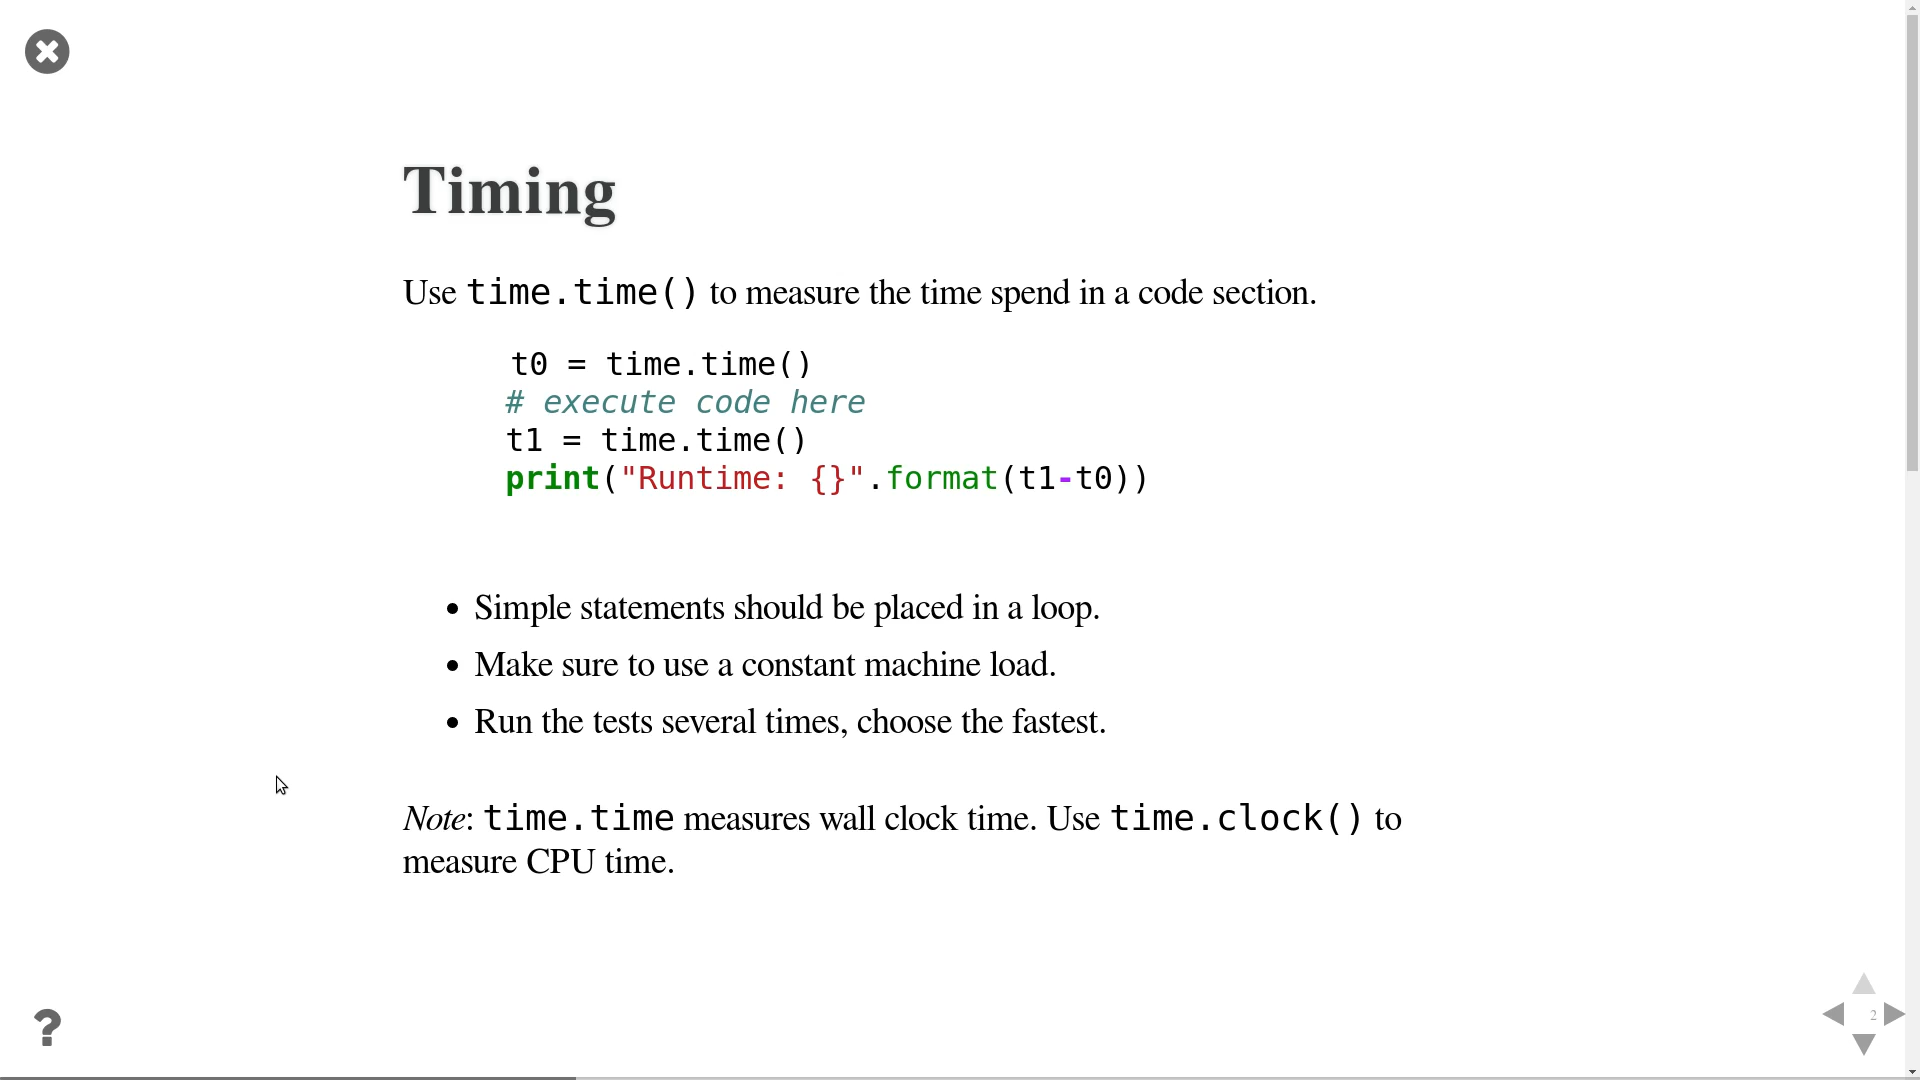 Timing
Use time.time() to measure the time spend in a code section.
t0 = time.time()
# execute code here
t1 = time.time()
print("Runtime: {}".format(t1-t0))
• Simple statements should be placed in a loop.
• Make sure to use a constant machine load.
• Run the tests several times, choose the fastest.
Note: time.time measures wall clock time. Use time.clock() to
measure CPU time.
?
2